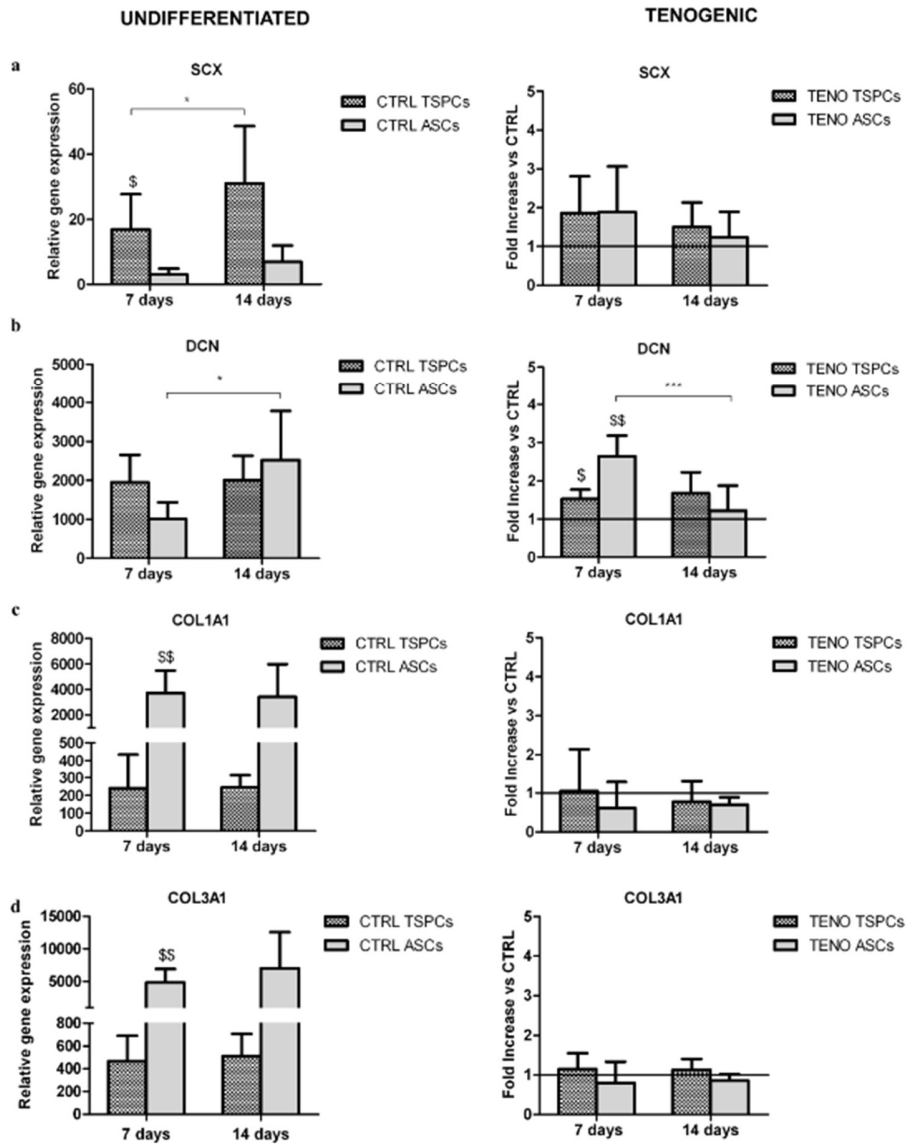 UNDIFFERENTIATED
TENOGENIC
a
SCX
Relative gene expression
60
40
20
0
*
$
7 days
14 days
CTRL TSPCs
CTRL ASCs
SCX
Fold Increase vs CTRL
5
4
3
2
1
0
7 days
14 days
TENO TSPCs
TENO ASCs
b
DCN
Relative gene expression
5000
4000
3000
2000
1000
0
*
7 days
14 days
CTRL TSPCs
CTRL ASCs
DCN
Fold Increase vs CTRL
5
4
3
2
1
0
$
$$
***
7 days
14 days
TENO TSPCs
TENO ASCs
c
COL1A1
Relative gene expression
8000
6000
4000
2000
500
400
300
200
100
0
$$
7 days
14 days
CTRL TSPCs
CTRL ASCs
COL1A1
Fold Increase vs CTRL
5
4
3
2
1
0
7 days
14 days
TENO TSPCs
TENO ASCs
d
COL3A1
Relative gene expression
15000
10000
5000
0
800
600
400
200
0
$$
7 days
14 days
CTRL TSPCs
CTRL ASCs
COL3A1
Fold Increase vs CTRL
5
4
3
2
1
0
7 days
14 days
TENO TSPCs
TENO ASCs